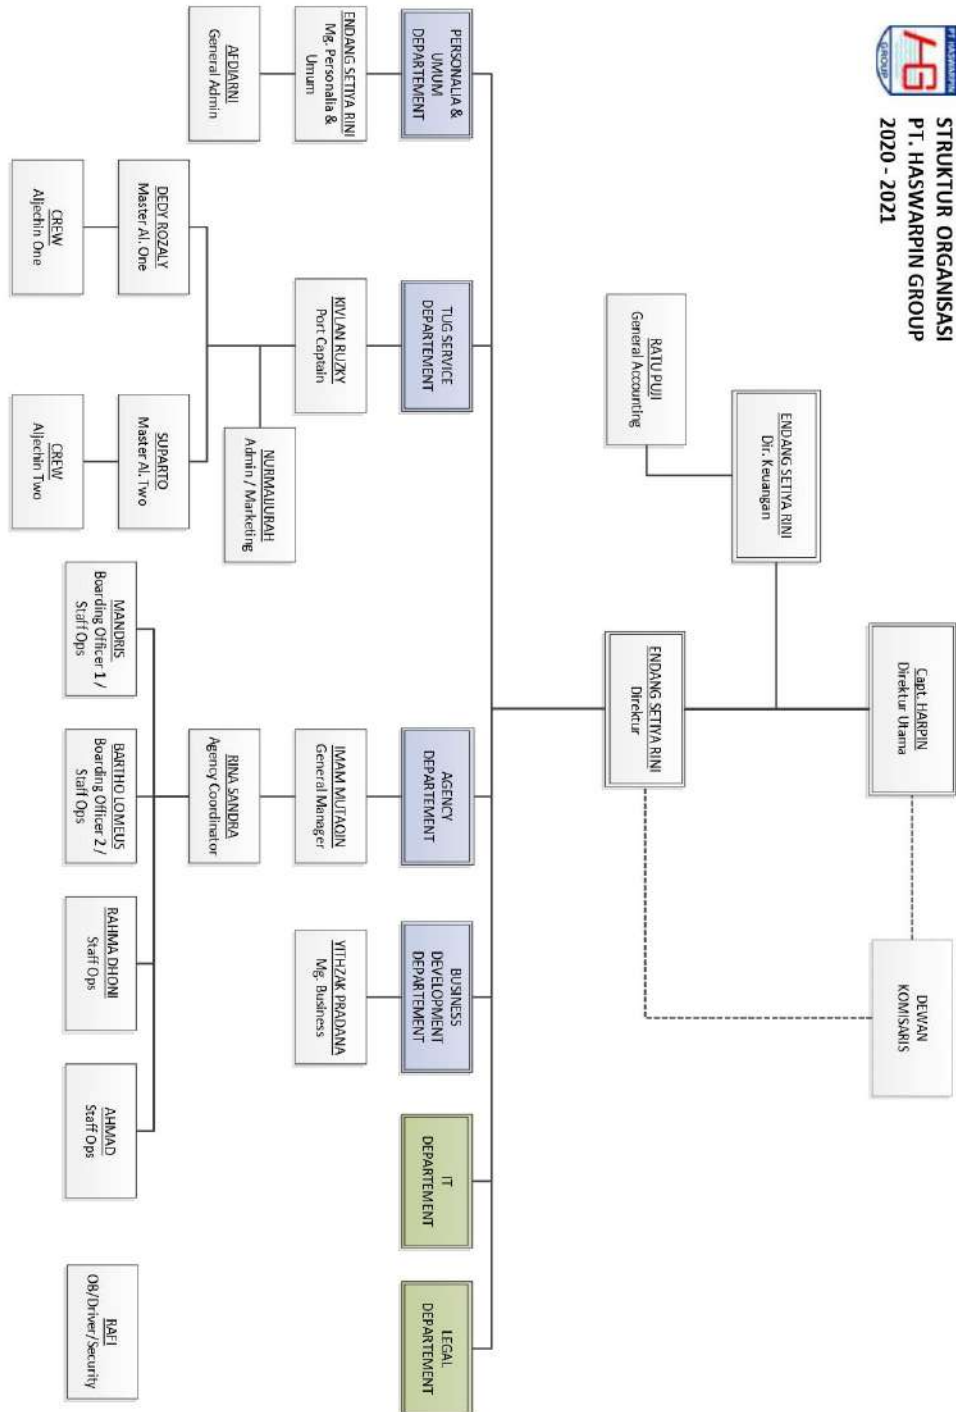 PT HASWARPIN
GROUP
STRUKTUR ORGANISASI
PT. HASWARPIN GROUP
2020 - 2021
Capt. HARPIN
Direktur Utama
DEWAN
KOMISARIS
ENDANG SETIYA RINI
Dir. Keuangan
RATU PUJI
General Accounting
ENDANG SETIYA RINI
Direktur
PERSONALIA &
UMUM
DEPARTEMENT
TUG SERVICE
DEPARTEMENT
AGENCY
DEPARTEMENT
BUSINESS
DEVELOPMENT
DEPARTEMENT
IT
DEPARTEMENT
LEGAL
DEPARTEMENT
ENDANG SETIYA RINI
Mg. Personalia &
Umum
KIVLAN RUZKY
Port Captain
IMAM MUTAQIN
General Manager
YITHZAK PRADANA
Mg. Business
AFDIARNI
General Admin
NURMAIJURAH
Admin / Marketing
RINA SANDRA
Agency Coordinator
DEDY ROZALY
Master Al. One
SUPARTO
Master Al. Two
CREW
Aljechin One
CREW
Aljechin Two
MANDRIS
Boarding Officer 1 /
Staff Ops
BARTHO LOMEUS
Boarding Officer 2 /
Staff Ops
RAHMA DHONI
Staff Ops
AHMAD
Staff Ops
RAFI
OB/Driver/Security